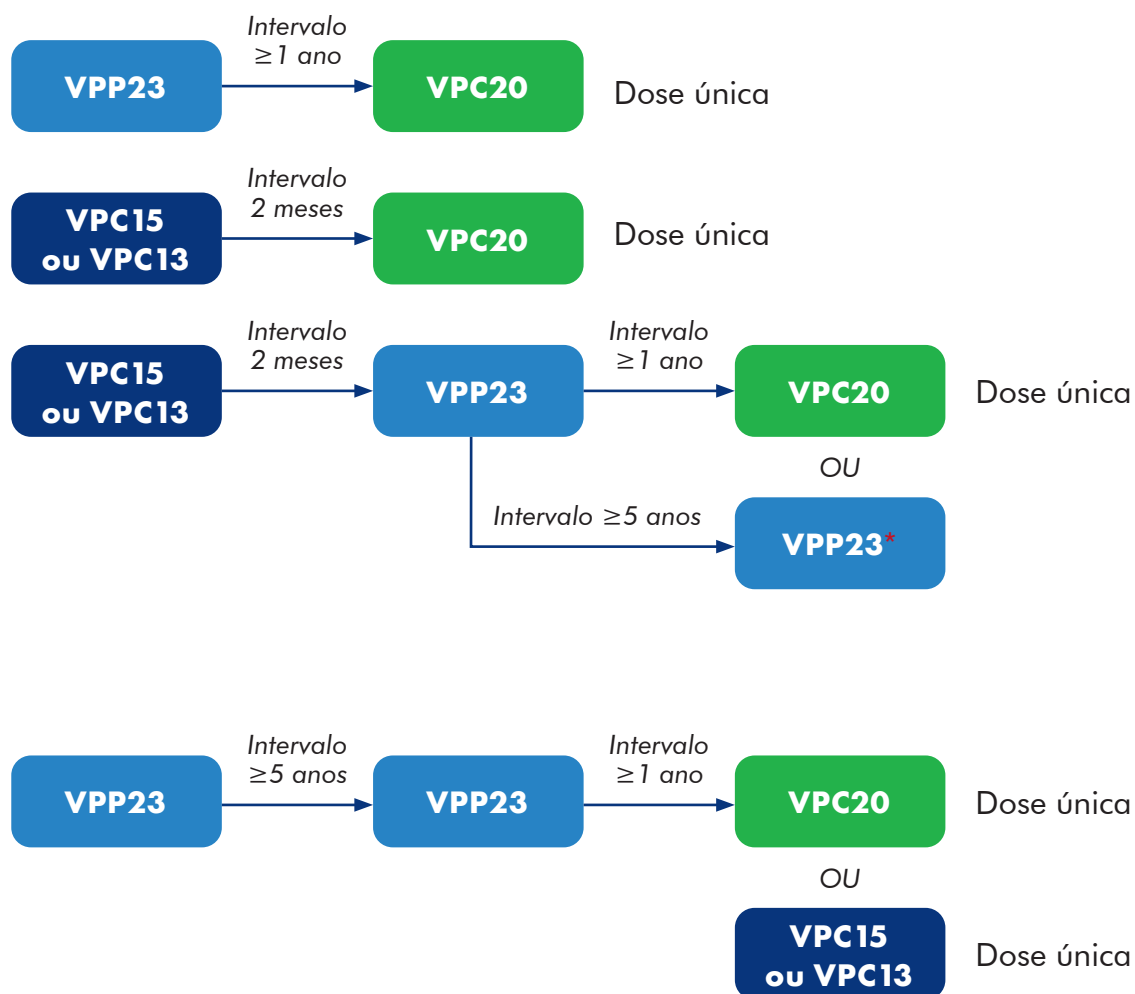 Intervalo
≥1 ano
VPP23
VPC20
Dose única
Intervalo
2 meses
VPC15
ou VPC13
VPC20
Dose única
Intervalo
2 meses
Intervalo
≥1 ano
VPC15
ou VPC13
VPP23
VPC20
Dose única
OU
Intervalo ≥5 anos
VPP23*
Intervalo
≥5 anos
Intervalo
≥1 ano
VPP23
VPP23
VPC20
Dose única
OU
VPC15
ou VPC13
Dose única